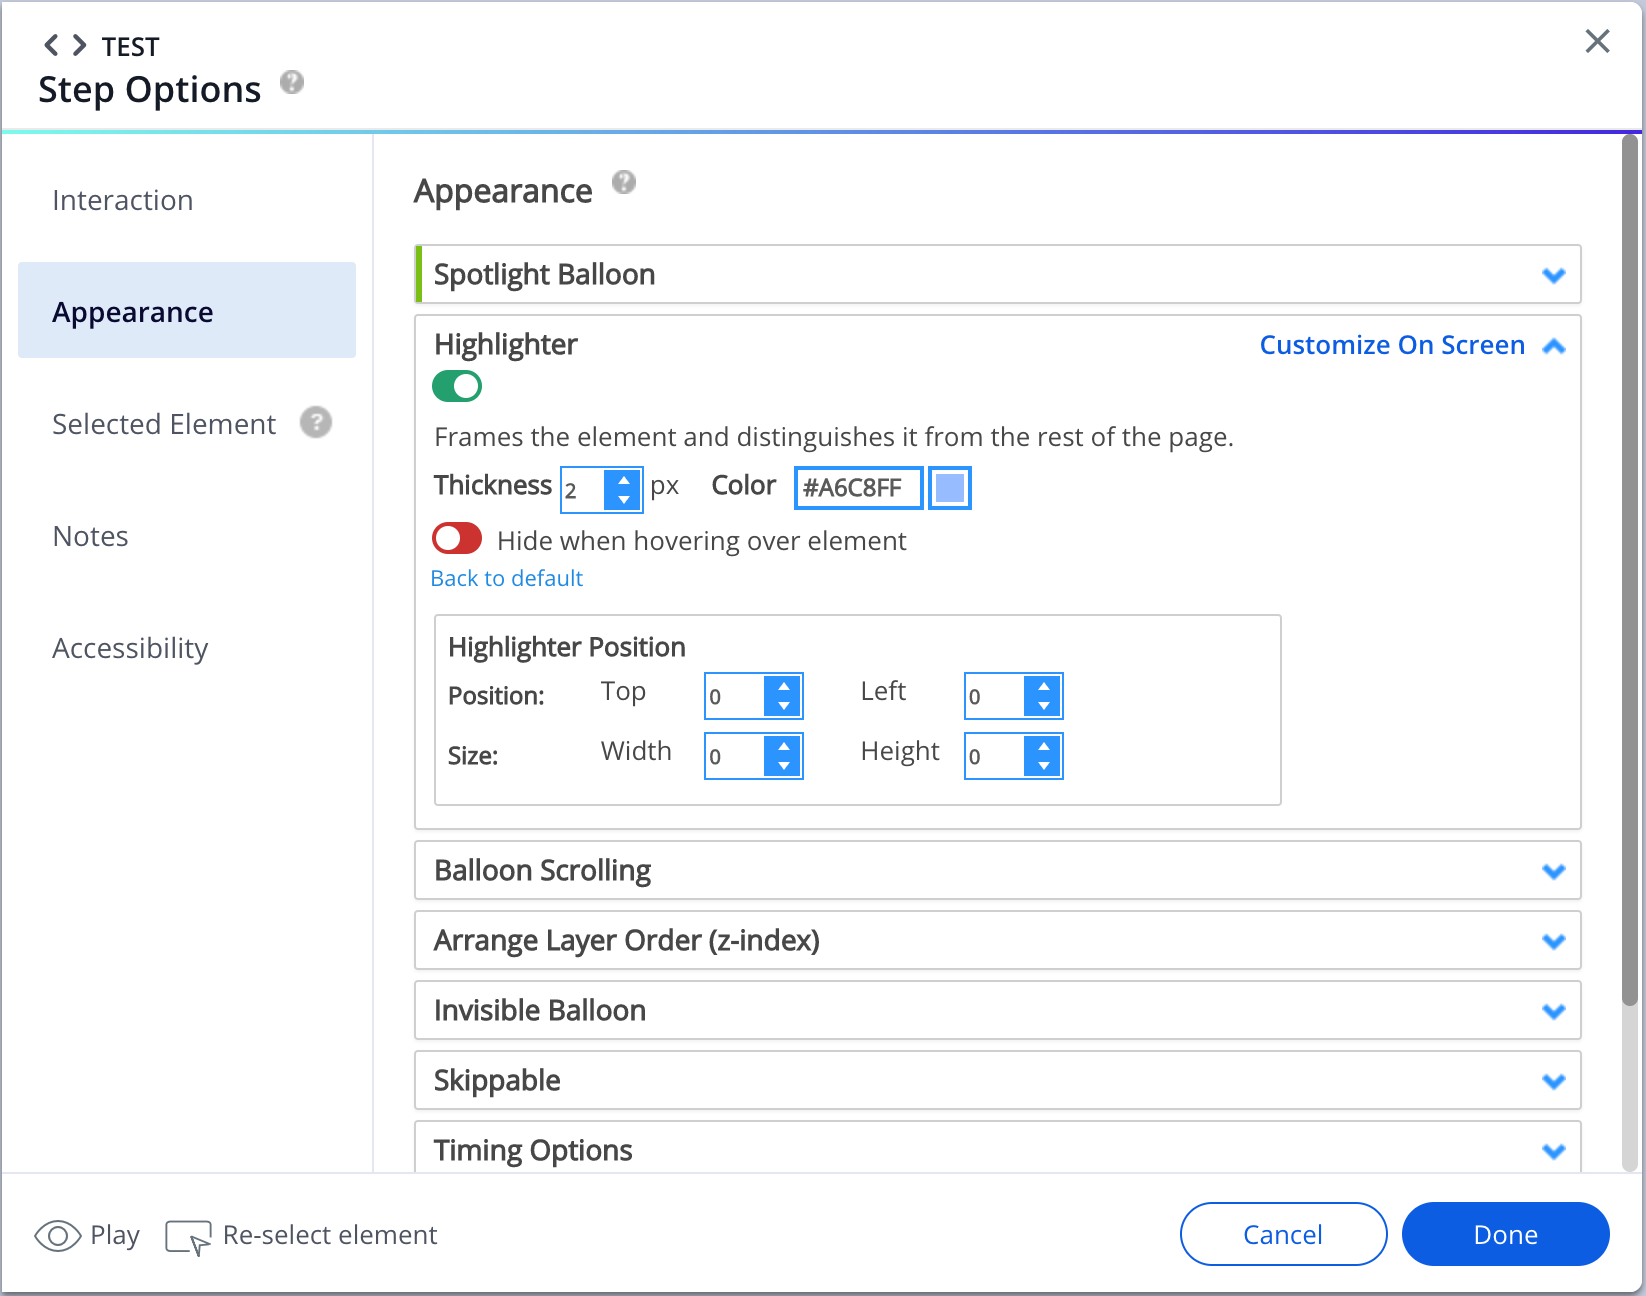 TEST
Step Options ?
Interaction
Appearance
Selected Element ?
Notes
Accessibility
Appearance ?
Spotlight Balloon
Highlighter Customize On Screen
Frames the element and distinguishes it from the rest of the page.
Thickness 2 px Color #A6C8FF
Hide when hovering over element
Back to default
Highlighter Position
Position: Top 0 Left 0
Size: Width 0 Height 0
Balloon Scrolling
Arrange Layer Order (z-index)
Invisible Balloon
Skippable
Timing Options
Play Re-select element Cancel Done